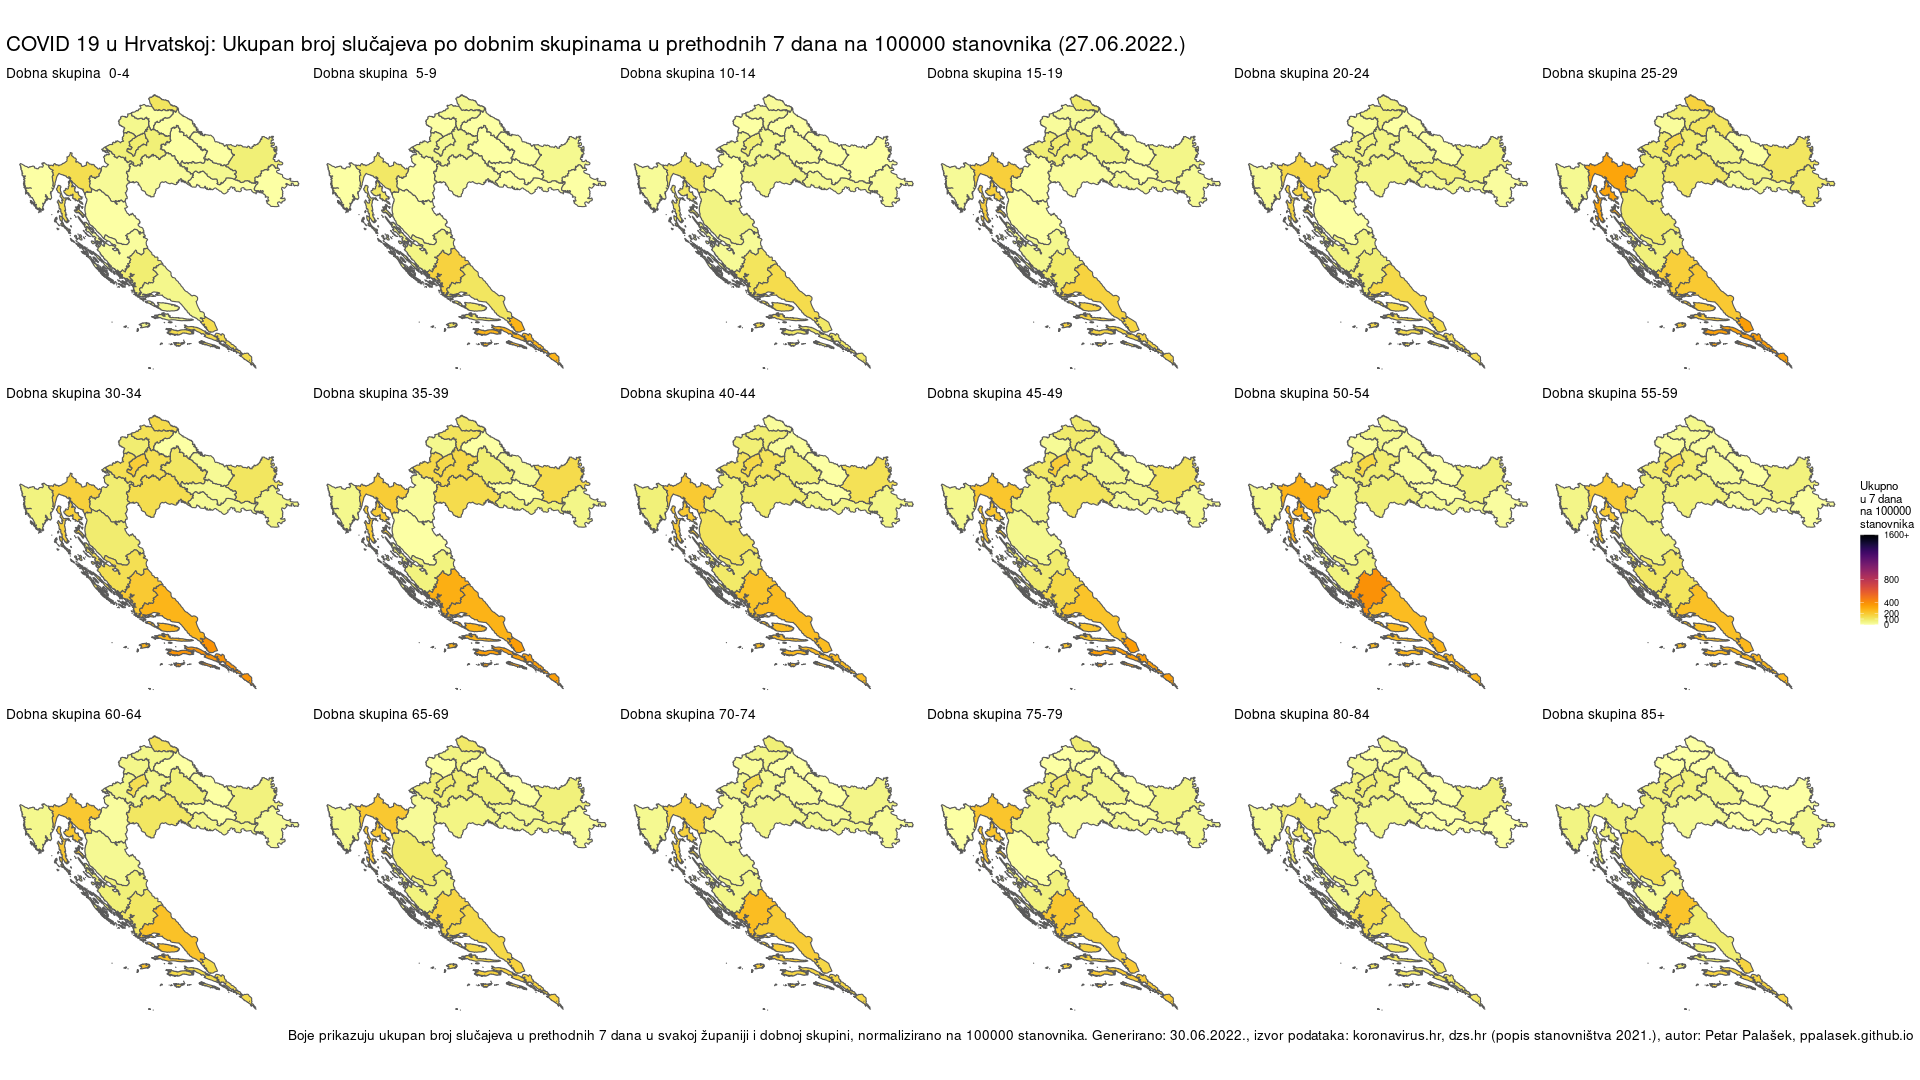 COVID 19 u Hrvatskoj: Ukupan broj slučajeva po dobnim skupinama u prethodnih 7 dana na 100000 stanovnika (27.06.2022.)
Dobna skupina  0-4
Dobna skupina  5-9
Dobna skupina 10-14
Dobna skupina 15-19
Dobna skupina 20-24
Dobna skupina 25-29
Dobna skupina 30-34
Dobna skupina 35-39
Dobna skupina 40-44
Dobna skupina 45-49
Dobna skupina 50-54
Dobna skupina 55-59
Ukupno
u 7 dana
na 100000
stanovnika
1600+
800
400
200
100
0
Dobna skupina 60-64
Dobna skupina 65-69
Dobna skupina 70-74
Dobna skupina 75-79
Dobna skupina 80-84
Dobna skupina 85+
Boje prikazuju ukupan broj slučajeva u prethodnih 7 dana u svakoj županiji i dobnoj skupini, normalizirano na 100000 stanovnika. Generirano: 30.06.2022., izvor podataka: koronavirus.hr, dzs.hr (popis stanovništva 2021.), autor: Petar Palašek, ppalasek.github.io